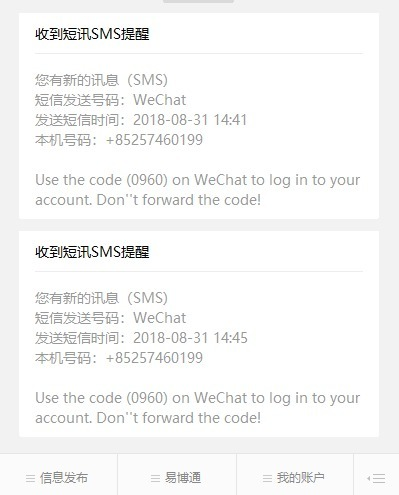 收到短讯SMS提醒
您有新的讯息（SMS）
短信发送号码：WeChat
发送短信时间：2018-08-31 14:41
本机号码：+85257460199
Use the code (0960) on WeChat to log in to your
account. Don''t forward the code!
收到短讯SMS提醒
您有新的讯息（SMS）
短信发送号码：WeChat
发送短信时间：2018-08-31 14:45
本机号码：+85257460199
Use the code (0960) on WeChat to log in to your
account. Don''t forward the code!
信息发布 易博通 我的账户